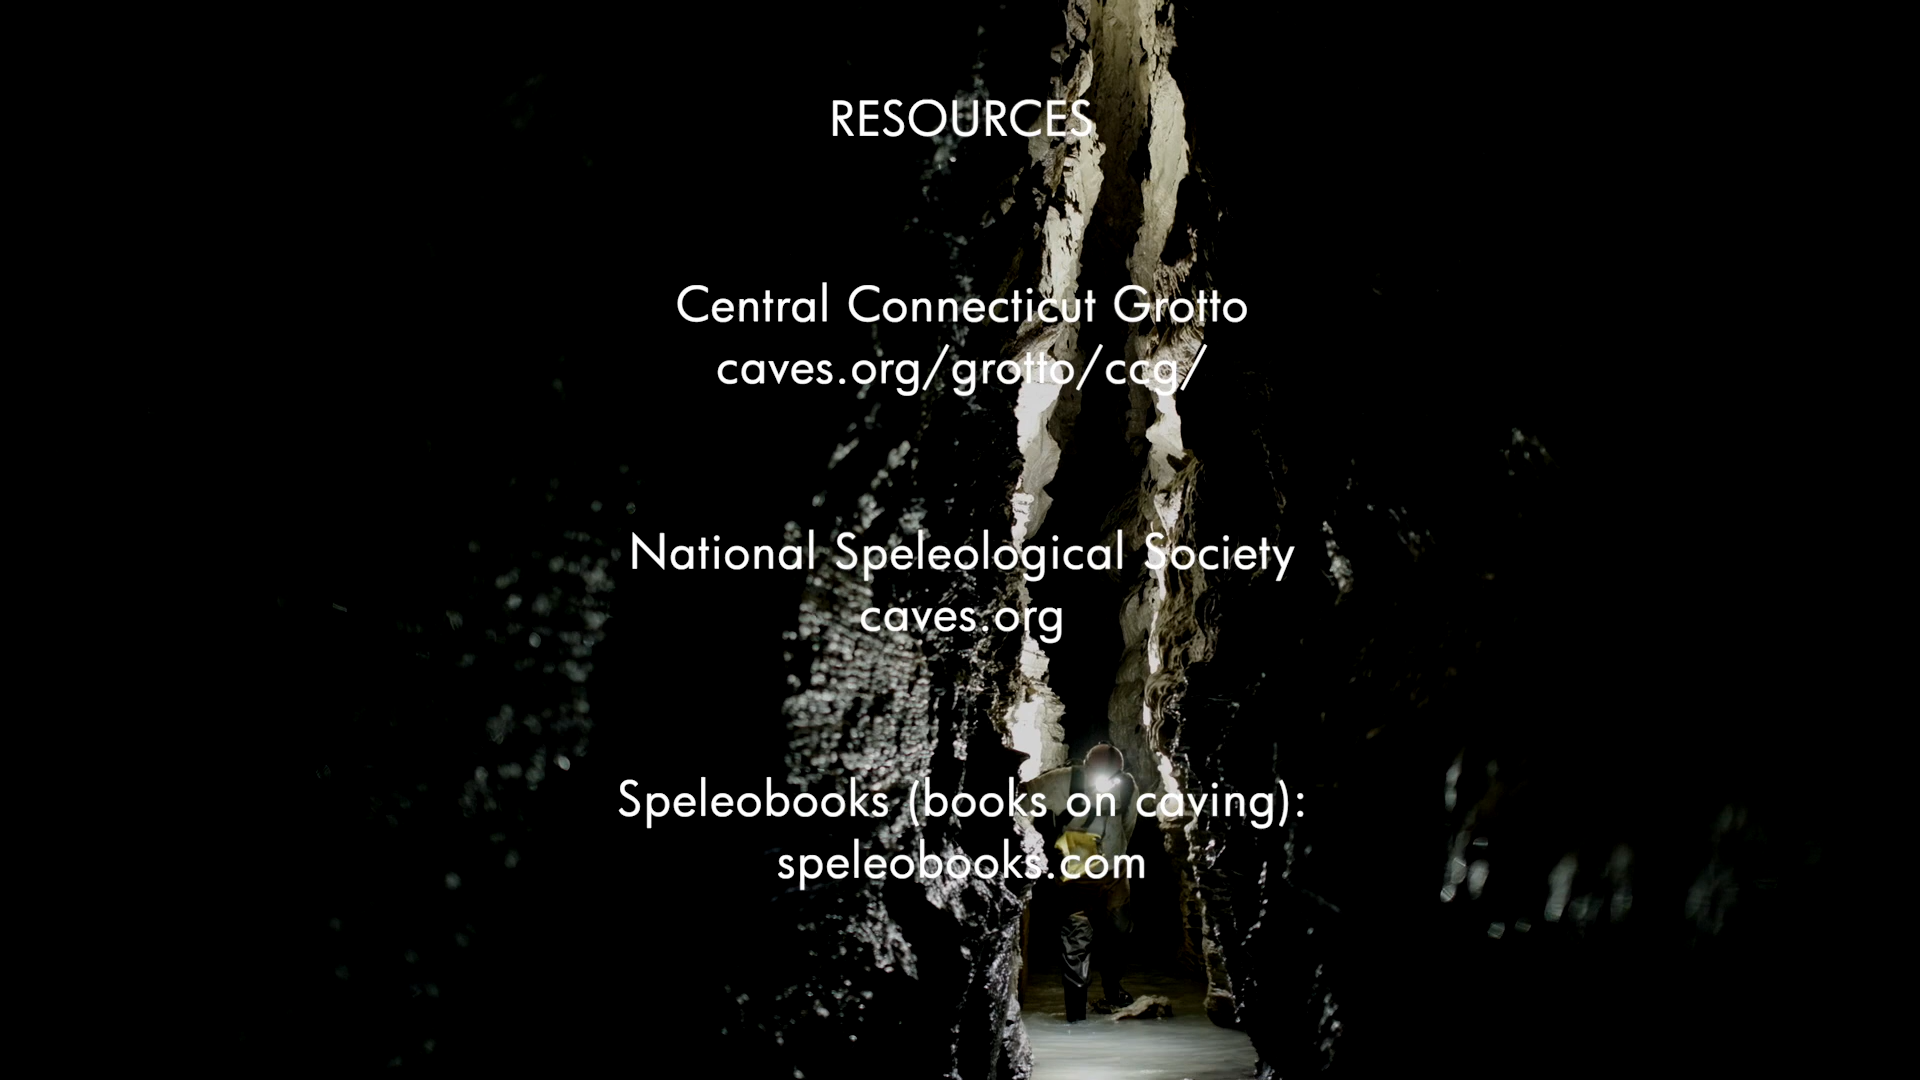 RESOURCES
Central Connecticut Grotto
caves.org/grotto/ccg/
National Speleological Society
caves.org
Speleobooks (books on caving):
speleobooks.com